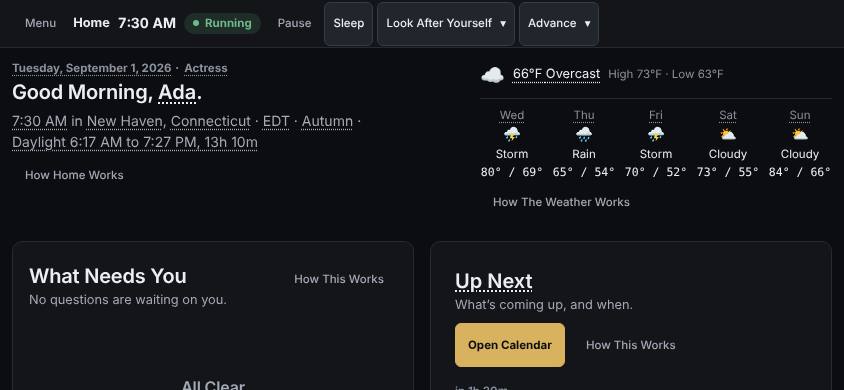 Menu Home 7:30 AM Running Pause Sleep Look After Yourself ▾ Advance ▾
Tuesday, September 1, 2026 · Actress
Good Morning, Ada.
7:30 AM in New Haven, Connecticut · EDT · Autumn ·
Daylight 6:17 AM to 7:27 PM, 13h 10m
How Home Works
66°F Overcast High 73°F · Low 63°F
Wed Thu Fri Sat Sun
Storm Rain Storm Cloudy Cloudy
80° / 69° 65° / 54° 70° / 52° 73° / 55° 84° / 66°
How The Weather Works
What Needs You
How This Works
No questions are waiting on you.
All Clear
Up Next
What's coming up, and when.
Open Calendar How This Works
in 1h 30m